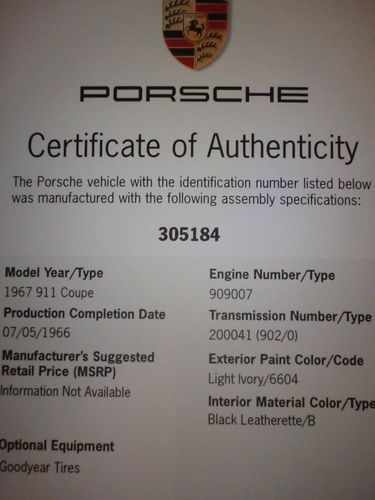 PORSCHE
Certificate of Authenticity
The Porsche vehicle with the identification number listed below
was manufactured with the following assembly specifications:
305184
Model Year/Type
1967 911 Coupe
Production Completion Date
07/05/1966
Manufacturer's Suggested
Retail Price (MSRP)
Information Not Available
Optional Equipment
Goodyear Tires
Engine Number/Type
909007
Transmission Number/Type
200041 (902/0)
Exterior Paint Color/Code
Light Ivory/6604
Interior Material Color/Type
Black Leatherette/B